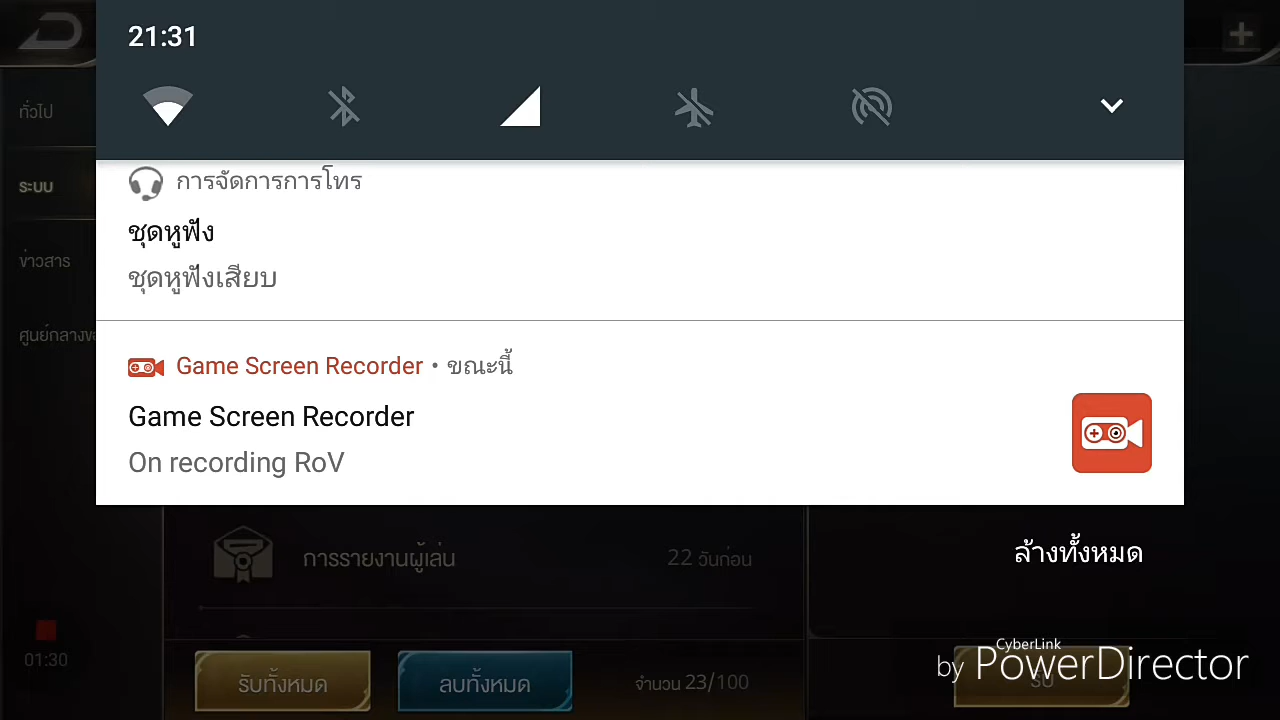 21:31
ทั่วไป
ระบบ
ข่าวสาร
การจัดการการโทร
ชุดหูฟัง
ชุดหูฟังเสียบ
Game Screen Recorder • ขณะนี้
Game Screen Recorder
On recording RoV
การรายงานผู้เล่น
22 วันก่อน
ล้างทั้งหมด
01:30
รับทั้งหมด
ลบทั้งหมด
จำนวน 23/100
รับ
CyberLink
by PowerDirector